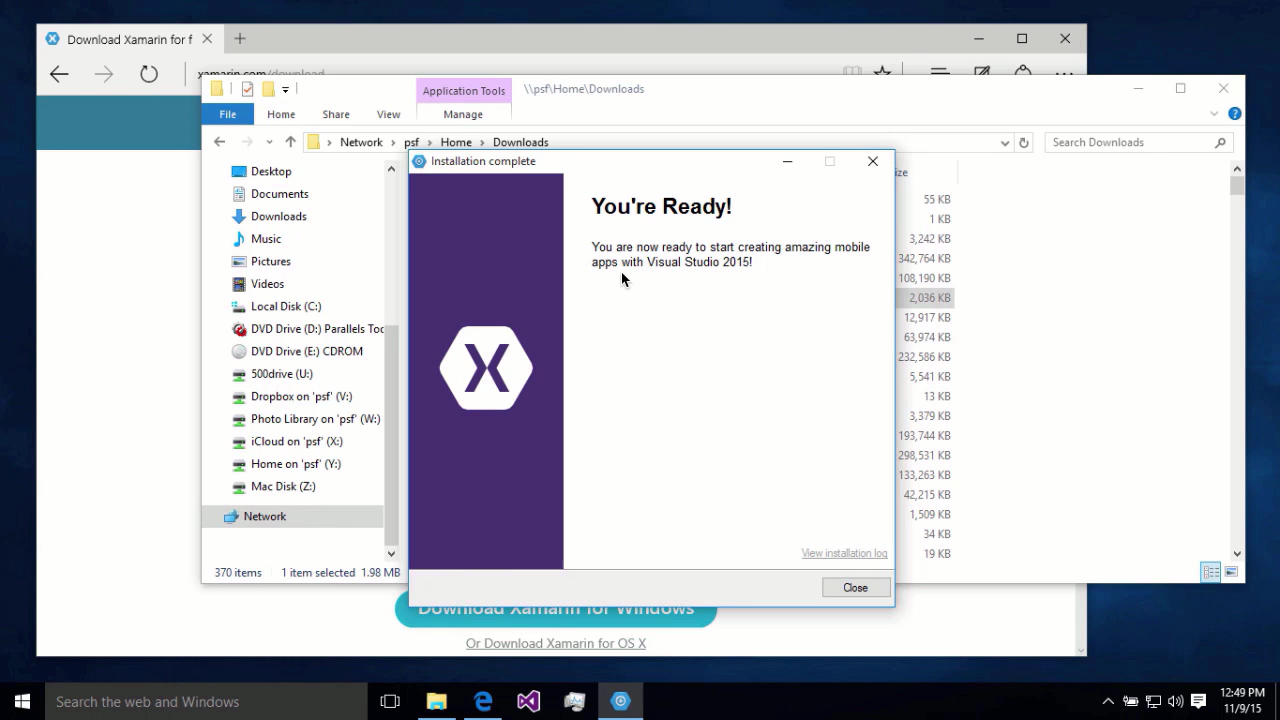 Download Xamarin for f
xamarin.com/download
Application Tools
\\psf\Home\Downloads
File
Home
Share
View
Manage
Network
psf
Home
Downloads
Search Downloads
Installation complete
Desktop
Documents
Downloads
Music
Pictures
Videos
Local Disk (C:)
DVD Drive (D:) Parallels Too
DVD Drive (E:) CDROM
500drive (U:)
Dropbox on 'psf' (V:)
Photo Library on 'psf' (W:)
iCloud on 'psf' (X:)
Home on 'psf' (Y:)
Mac Disk (Z:)
Network
You're Ready!
You are now ready to start creating amazing mobile
apps with Visual Studio 2015!
View installation log
Close
55 KB
1 KB
3,242 KB
342,764 KB
108,190 KB
2,036 KB
12,917 KB
63,974 KB
232,586 KB
5,541 KB
13 KB
3,379 KB
193,744 KB
298,531 KB
133,263 KB
42,215 KB
1,509 KB
34 KB
19 KB
370 items
1 item selected 1.98 MB
Download Xamarin for Windows
Or Download Xamarin for OS X
Search the web and Windows
12:49 PM
11/9/15